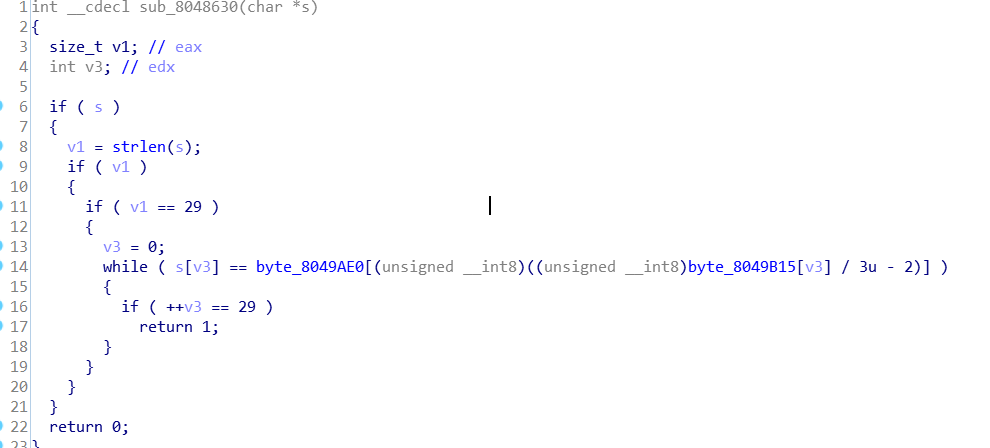 1 int __cdecl sub_8048630(char *s)
2 {
3 size_t v1; // eax
4 int v3; // edx
5
6 if ( s )
7 {
8 v1 = strlen(s);
9 if ( v1 )
10 {
11 if ( v1 == 29 )
12 {
13 v3 = 0;
14 while ( s[v3] == byte_8049AE0[(unsigned __int8)((unsigned __int8)byte_8049B15[v3] / 3u - 2)] )
15 {
16 if ( ++v3 == 29 )
17 return 1;
18 }
19 }
20 }
21 }
22 return 0;
23 }